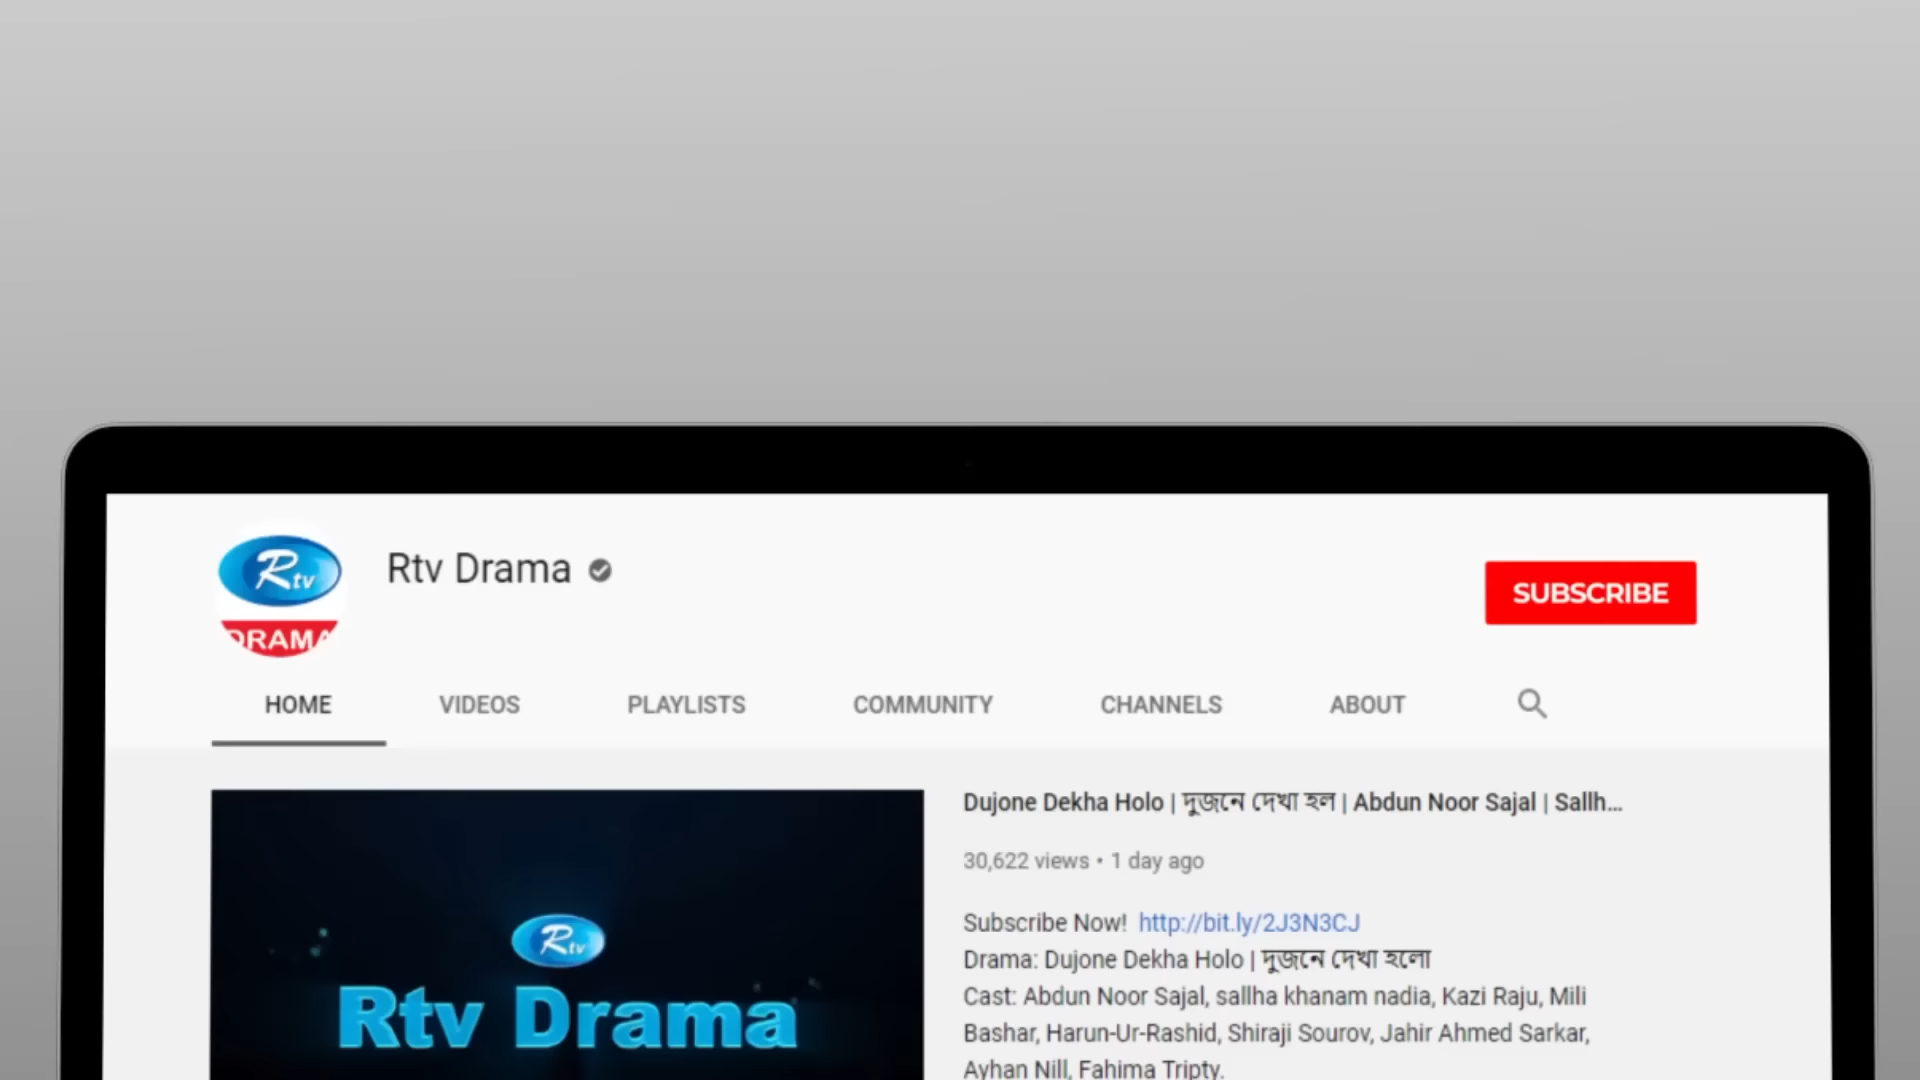 Rtv
DRAMA
Rtv Drama
SUBSCRIBE
HOME
VIDEOS
PLAYLISTS
COMMUNITY
CHANNELS
ABOUT
Rtv
Rtv Drama
Dujone Dekha Holo | দুজনে দেখা হল | Abdun Noor Sajal | Sallh...
30,622 views • 1 day ago
Subscribe Now! http://bit.ly/2J3N3CJ
Drama: Dujone Dekha Holo | দুজনে দেখা হলো
Cast: Abdun Noor Sajal, sallha khanam nadia, Kazi Raju, Mili
Bashar, Harun-Ur-Rashid, Shiraji Sourov, Jahir Ahmed Sarkar,
Ayhan Nill, Fahima Tripty.